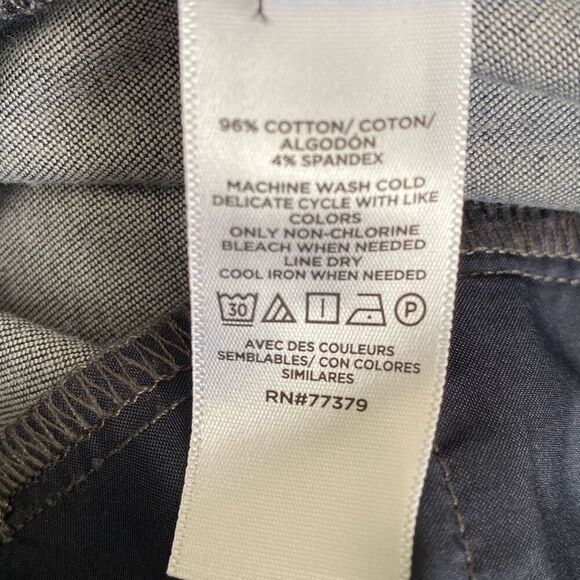 96% COTTON/ COTON/
ALGODÓN
4% SPANDEX
MACHINE WASH COLD
DELICATE CYCLE WITH LIKE
COLORS
ONLY NON-CHLORINE
BLEACH WHEN NEEDED
LINE DRY
COOL IRON WHEN NEEDED
30 P
AVEC DES COULEURS
SEMBLABLES/ CON COLORES
SIMILARES
RN#77379